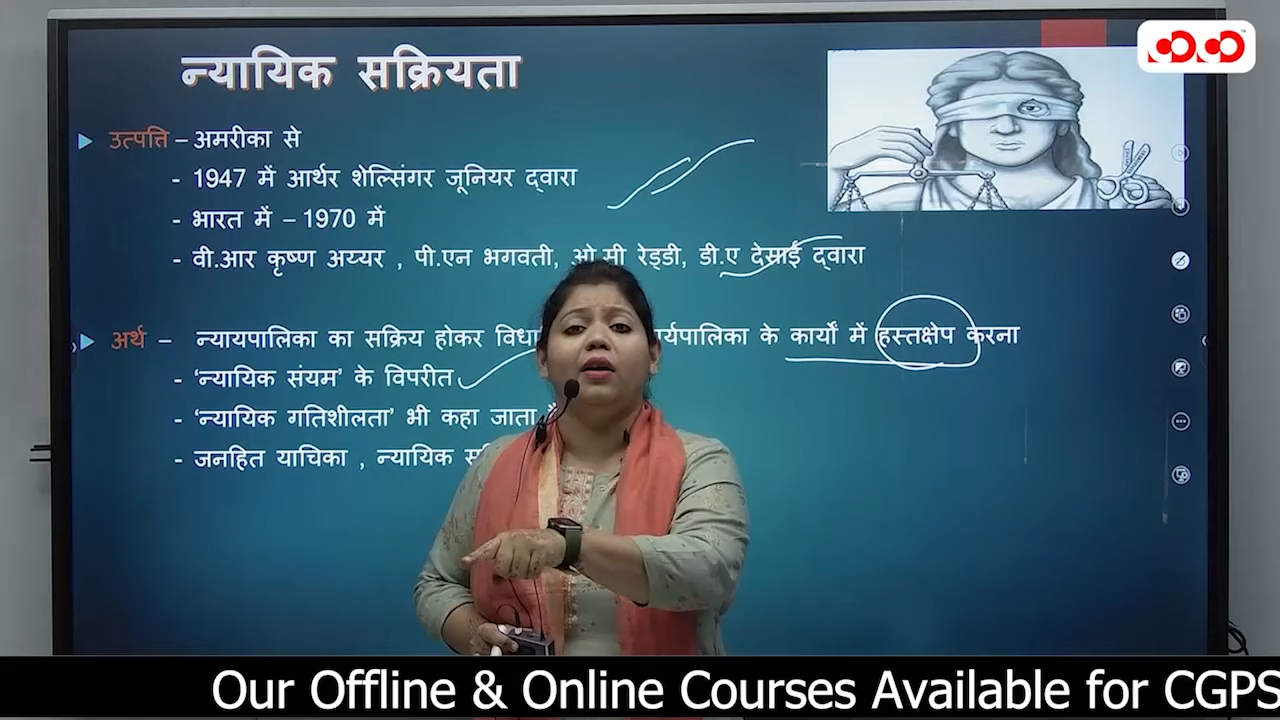 न्यायिक सक्रियता
उत्पत्ति – अमरीका से
- 1947 में आर्थर शेल्सिंगर जूनियर द्वारा
- भारत में – 1970 में
- वी.आर कृष्ण अय्यर , पी.एन भगवती, रेड्डी, डी.ए देसाई द्वारा
अर्थ – न्यायपालिका का सक्रिय होकर के कार्यों में हस्तक्षेप करना
- 'न्यायिक संयम' के विपरीत
- 'न्यायिक गतिशीलता' भी कहा जाता
- जनहित याचिका , न्यायिक
Our Offline & Online Courses Available for CGPS